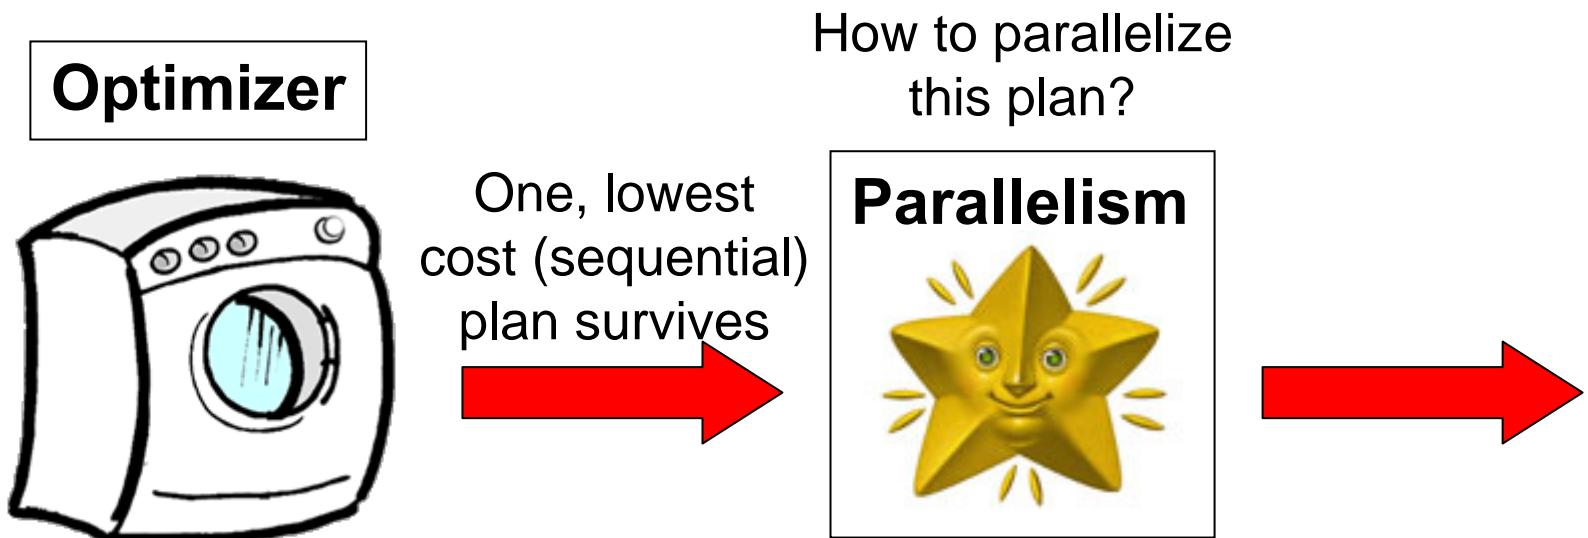 Optimizer
One, lowest
cost (sequential)
plan survives
How to parallelize
this plan?
Parallelism